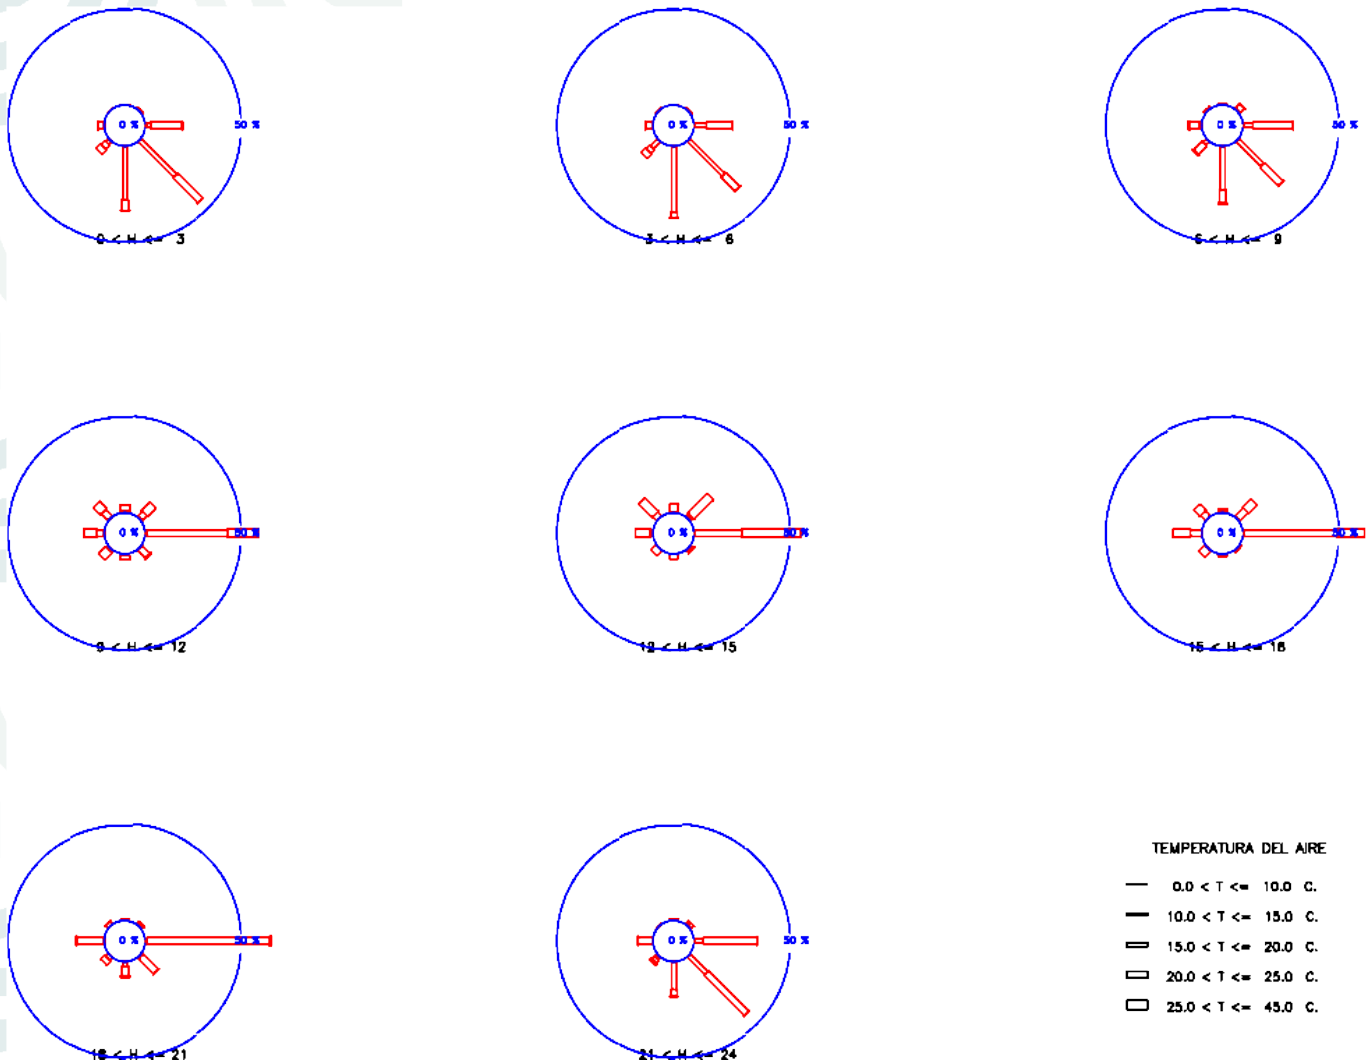 0 %
50 %
0 < H <= 3
0 %
50 %
3 < H <= 6
0 %
50 %
6 < H <= 9
0 %
50 %
9 < H <= 12
0 %
50 %
12 < H <= 15
0 %
50 %
15 < H <= 18
0 %
50 %
18 < H <= 21
0 %
50 %
21 < H <= 24
TEMPERATURA DEL AIRE
0.0 < T <= 10.0 C.
10.0 < T <= 15.0 C.
15.0 < T <= 20.0 C.
20.0 < T <= 25.0 C.
25.0 < T <= 45.0 C.